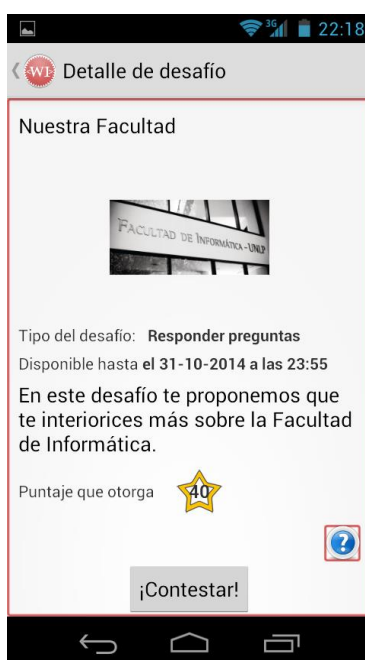 3G 22:18
WI Detalle de desafío
Nuestra Facultad
FACULTAD DE INFORMÁTICA - UNLP
Tipo del desafío: Responder preguntas
Disponible hasta el 31-10-2014 a las 23:55
En este desafío te proponemos que
te interiorices más sobre la Facultad
de Informática.
Puntaje que otorga 40
?
¡Contestar!